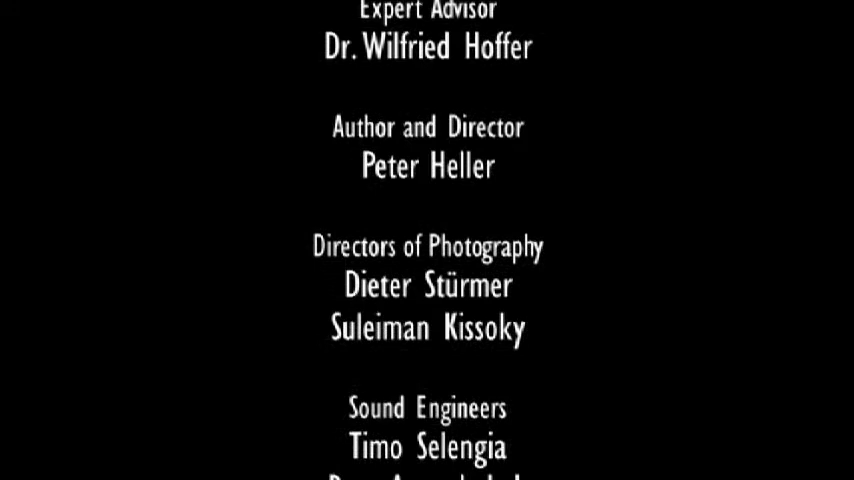 Expert Advisor
Dr. Wilfried Hoffer
Author and Director
Peter Heller
Directors of Photography
Dieter Stürmer
Suleiman Kissoky
Sound Engineers
Timo Selengia